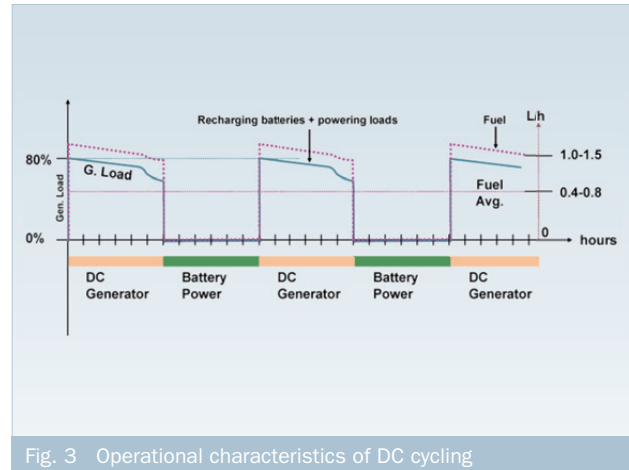 L/h
Recharging batteries + powering loads
Fuel
80%
G. Load
1.0-1.5
Gen. Load
Fuel
Avg.
0.4-0.8
0%
0
hours
DC
Generator
Battery
Power
DC
Generator
Battery
Power
DC
Generator
Fig. 3 Operational characteristics of DC cycling